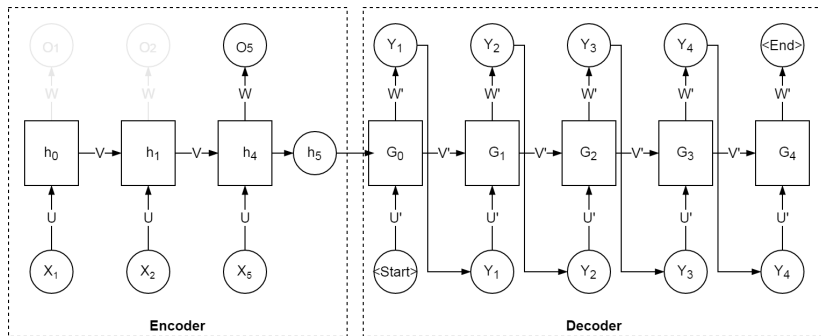 O1 O2 O5 Y1 Y2 Y3 Y4 <End>
W W W W' W' W' W' W'
h0 V h1 V h4 h5 G0 V' G1 V' G2 V' G3 V' G4
U U U U' U' U' U' U'
X1 X2 X5 <Start> Y1 Y2 Y3 Y4
Encoder Decoder